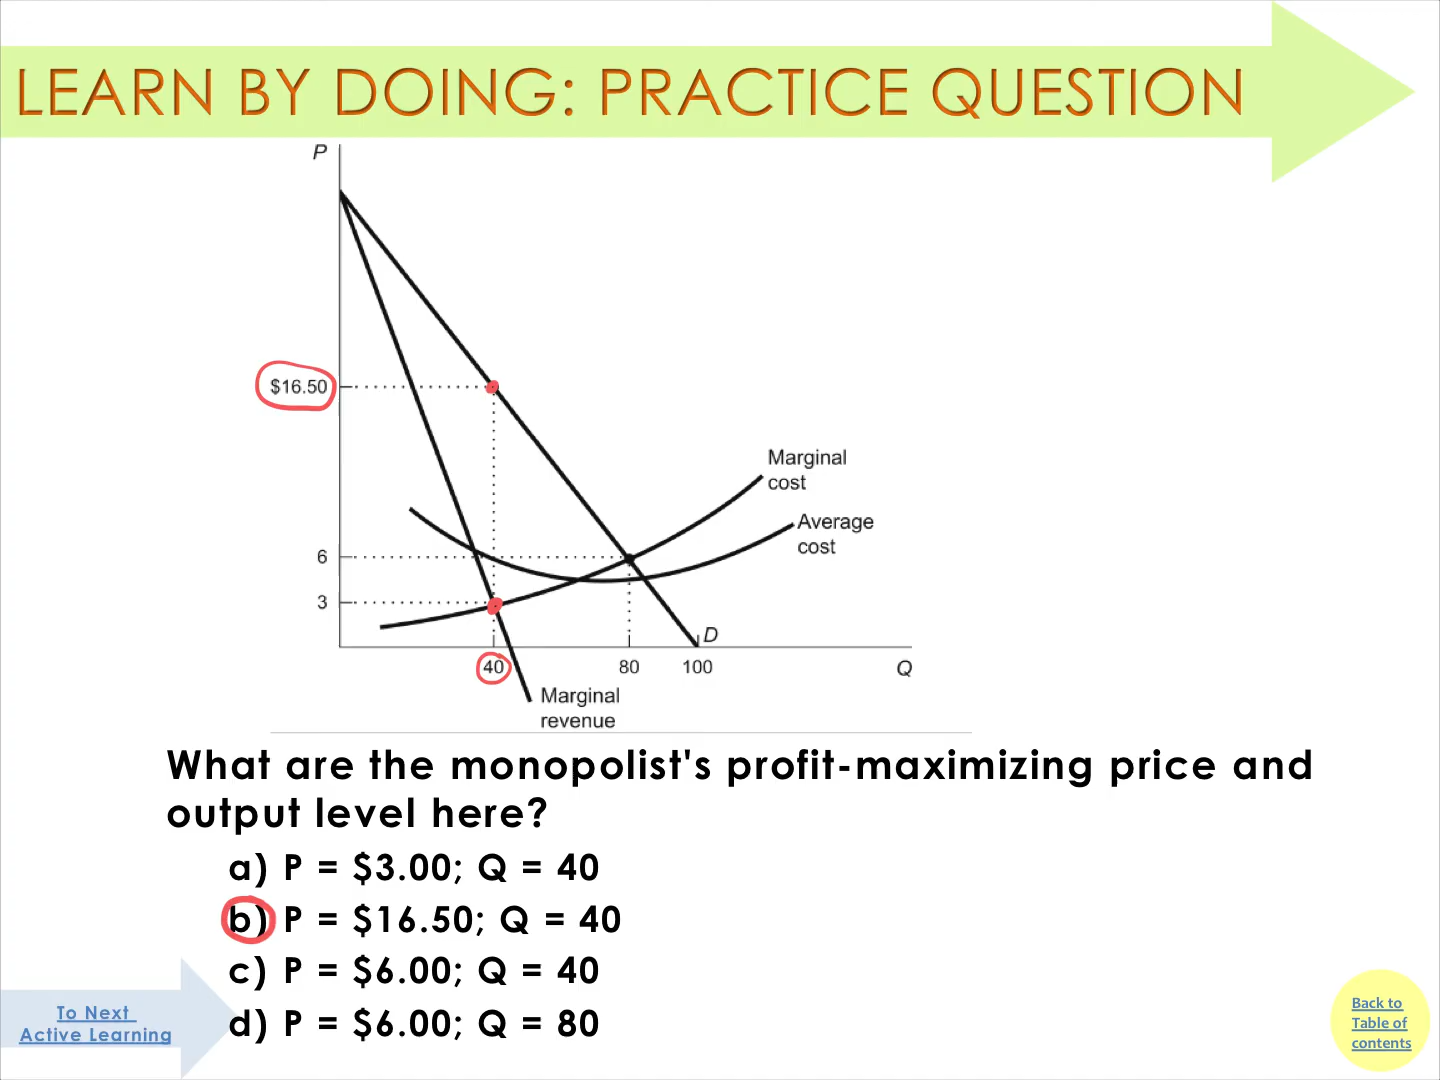 LEARN BY DOING: PRACTICE QUESTION
P
$16.50
Marginal
cost
Average
cost
6
3
D
40
80
100
Q
Marginal
revenue
What are the monopolist's profit-maximizing price and
output level here?
a) P = $3.00; Q = 40
b) P = $16.50; Q = 40
c) P = $6.00; Q = 40
d) P = $6.00; Q = 80
To Next
Active Learning
Back to
Table of
contents